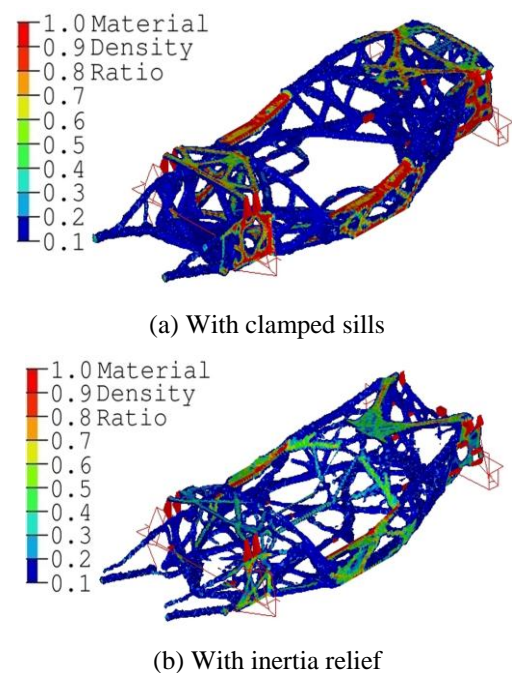 1.0 Material
0.9 Density
0.8 Ratio
0.7
0.6
0.5
0.4
0.3
0.2
0.1
(a) With clamped sills
1.0 Material
0.9 Density
0.8 Ratio
0.7
0.6
0.5
0.4
0.3
0.2
0.1
(b) With inertia relief